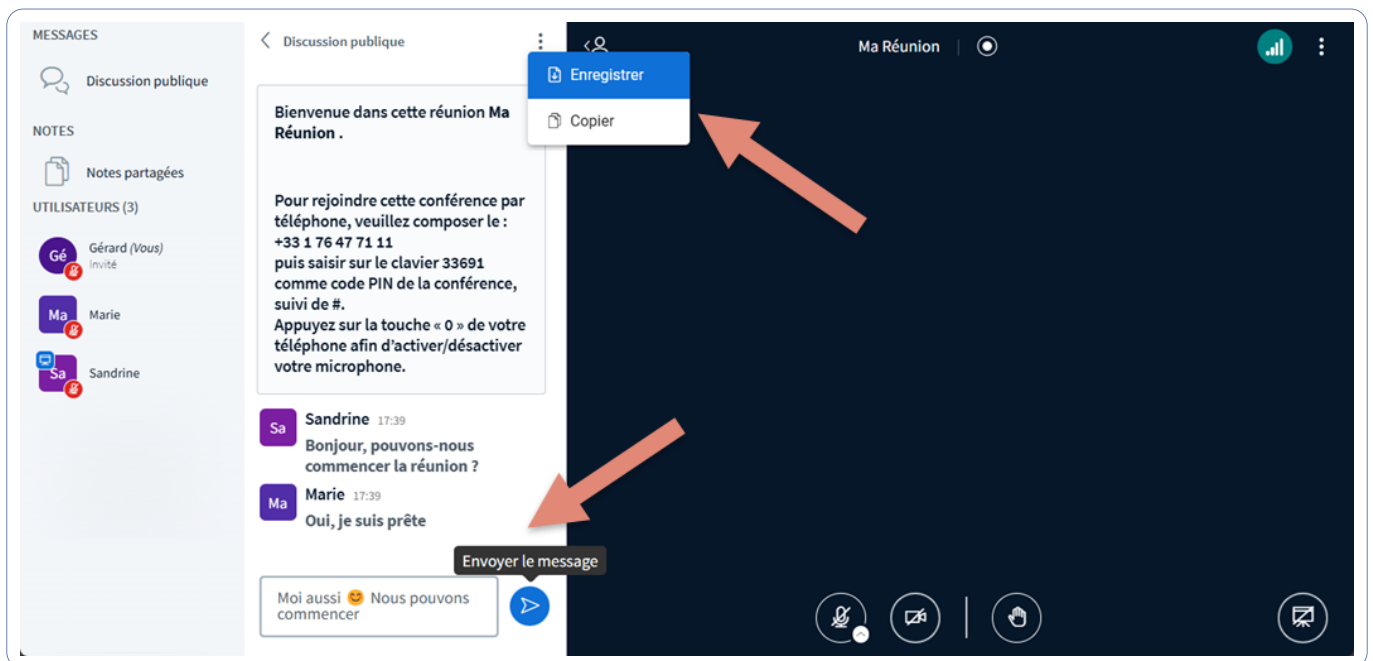 MESSAGES
Discussion publique
NOTES
Notes partagées
UTILISATEURS (3)
Gé
Gérard (Vous)
Invité
Ma
Marie
Sa
Sandrine
Discussion publique
Enregistrer
Copier
Bienvenue dans cette réunion Ma
Réunion .
Pour rejoindre cette conférence par
téléphone, veuillez composer le :
+33 1 76 47 71 11
puis saisir sur le clavier 33691
comme code PIN de la conférence,
suivi de #.
Appuyez sur la touche « 0 » de votre
téléphone afin d’activer/désactiver
votre microphone.
Sa
Sandrine 17:39
Bonjour, pouvons-nous
commencer la réunion ?
Ma
Marie 17:39
Oui, je suis prête
Envoyer le message
Moi aussi 😊 Nous pouvons
commencer
Ma Réunion